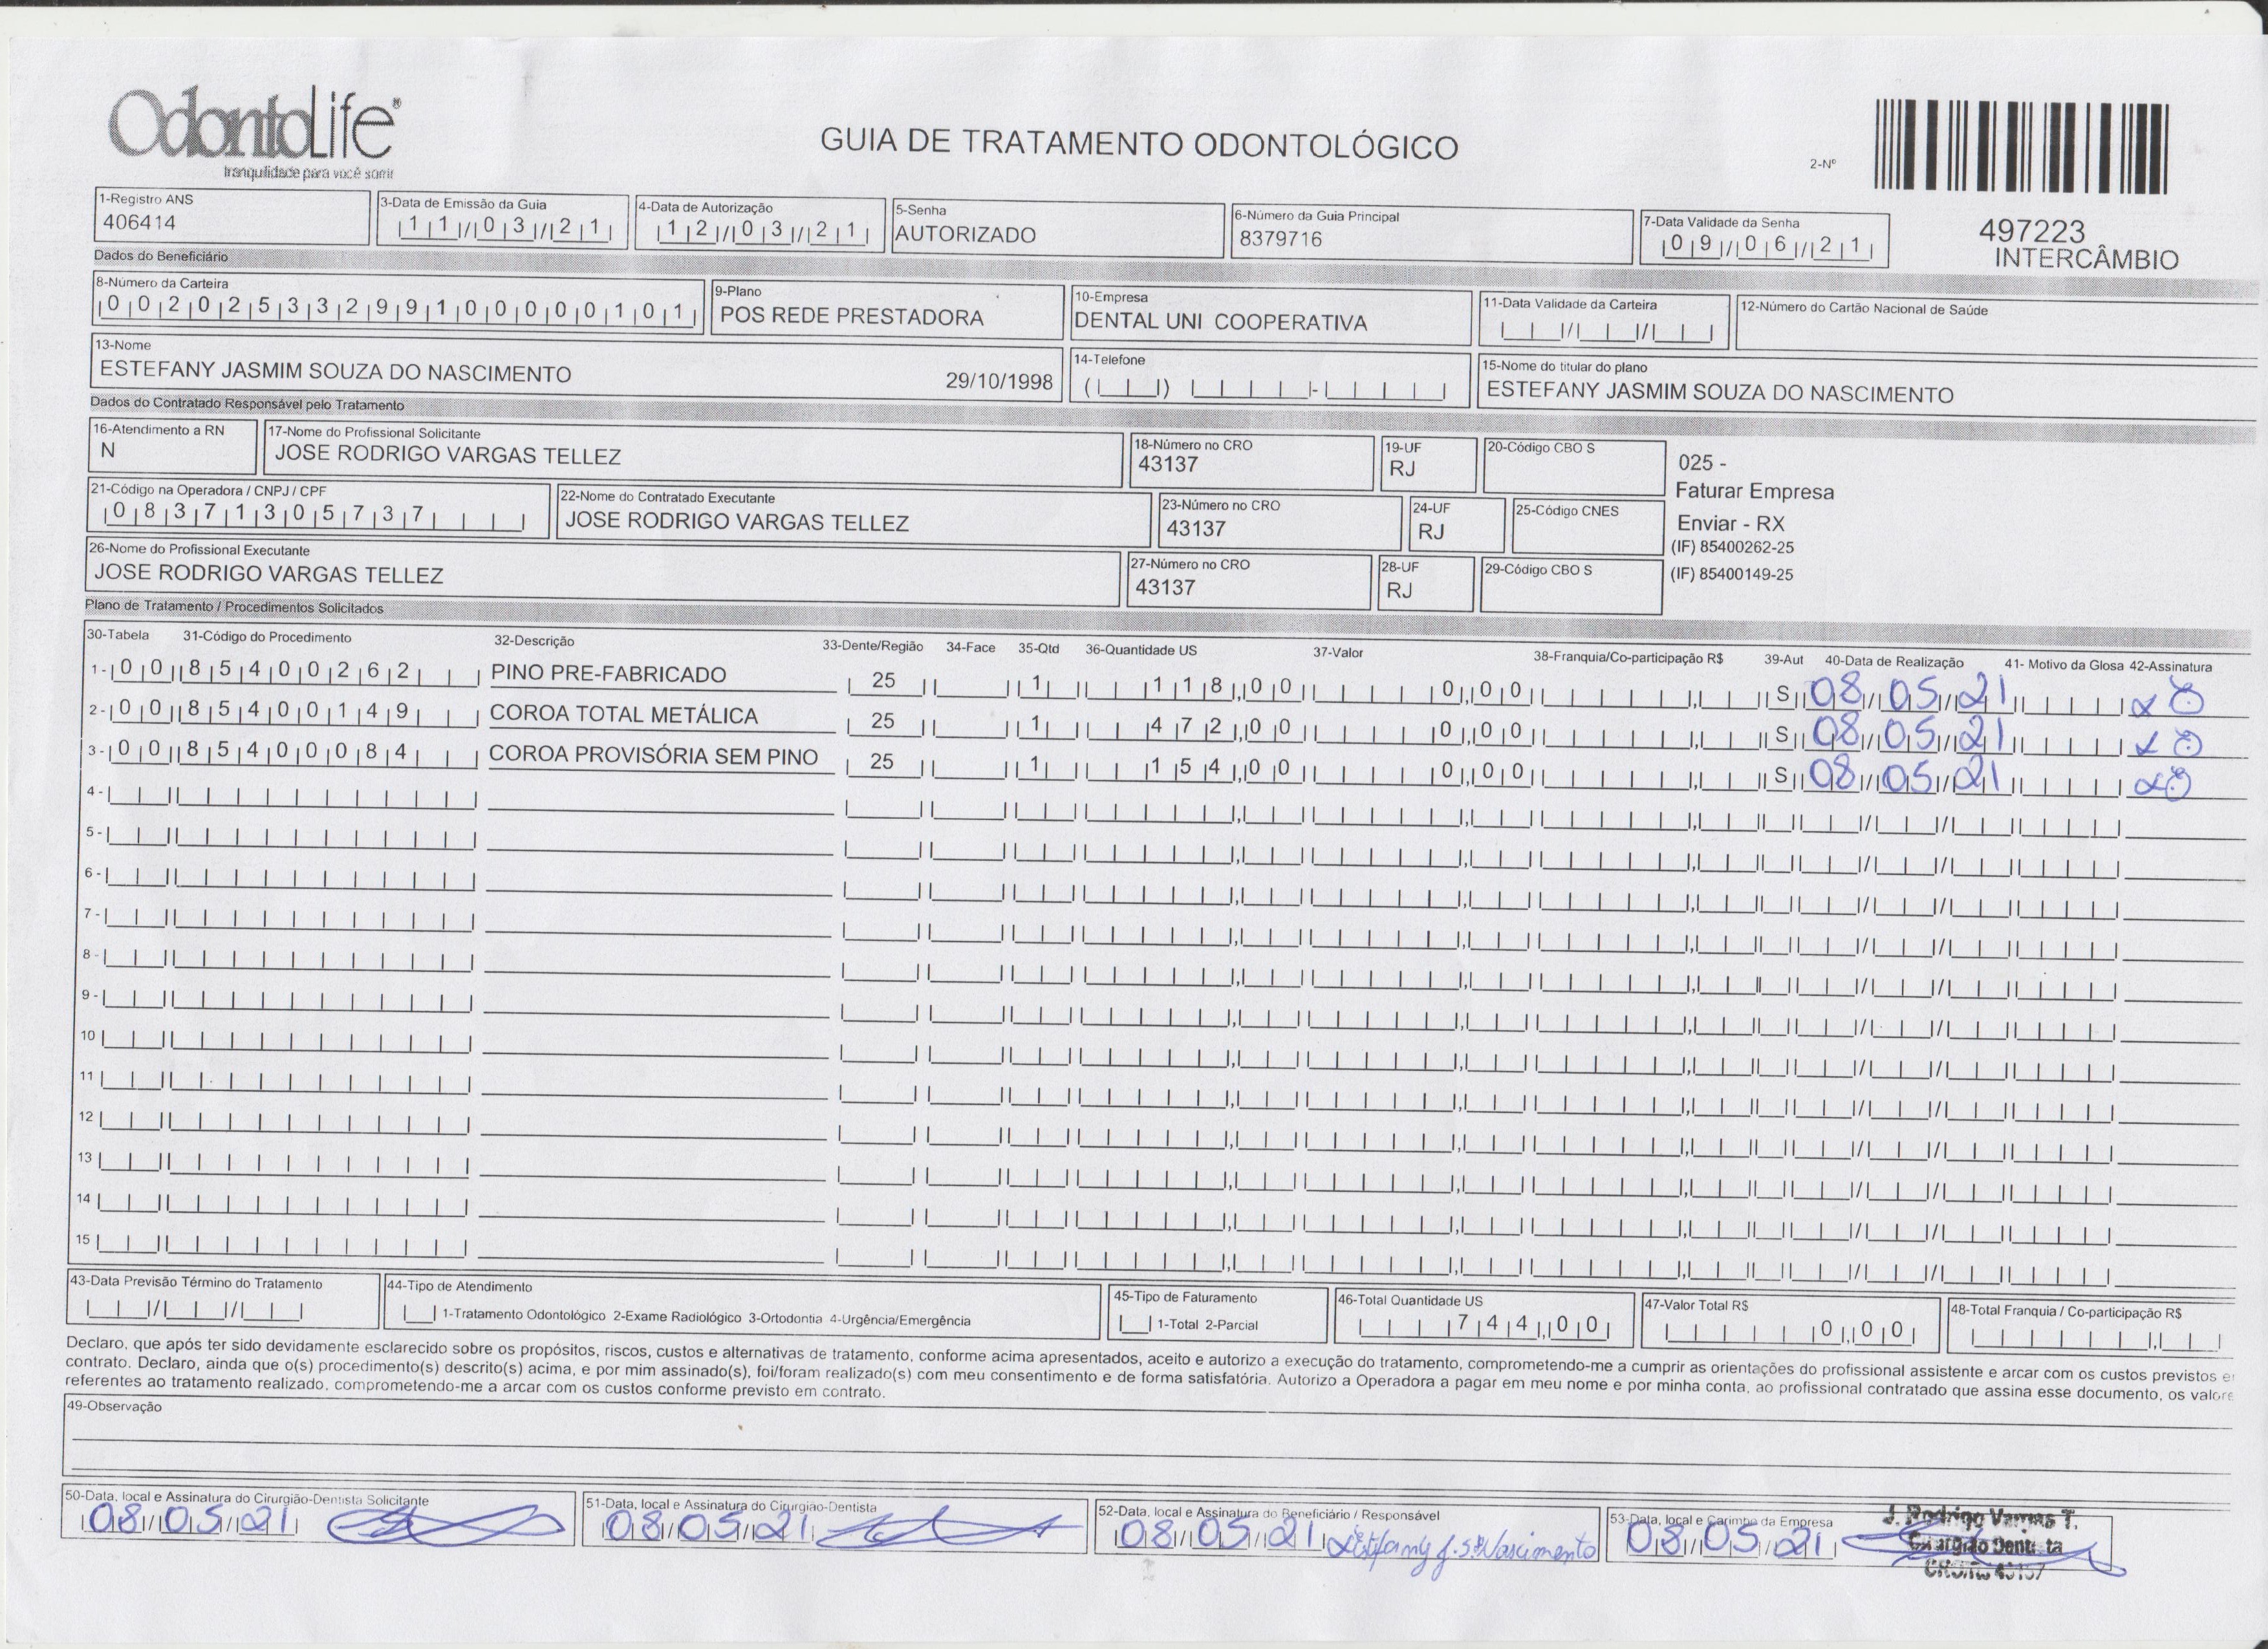 OdontoLife®
tranquilidade para você sorrir
GUIA DE TRATAMENTO ODONTOLÓGICO
2-Nº
497223
INTERCÂMBIO
1-Registro ANS
406414
3-Data de Emissão da Guia
11/03/21
4-Data de Autorização
12/03/21
5-Senha
AUTORIZADO
6-Número da Guia Principal
8379716
7-Data Validade da Senha
09/06/21
Dados do Beneficiário
8-Número da Carteira
00202533299100000101
9-Plano
POS REDE PRESTADORA
10-Empresa
DENTAL UNI COOPERATIVA
11-Data Validade da Carteira
12-Número do Cartão Nacional de Saúde
13-Nome
ESTEFANY JASMIM SOUZA DO NASCIMENTO 29/10/1998
14-Telefone
15-Nome do titular do plano
ESTEFANY JASMIM SOUZA DO NASCIMENTO
Dados do Contratado Responsável pelo Tratamento
16-Atendimento a RN
N
17-Nome do Profissional Solicitante
JOSE RODRIGO VARGAS TELLEZ
18-Número no CRO
43137
19-UF
RJ
20-Código CBO S
21-Código na Operadora / CNPJ / CPF
08371305737
22-Nome do Contratado Executante
JOSE RODRIGO VARGAS TELLEZ
23-Número no CRO
43137
24-UF
RJ
25-Código CNES
26-Nome do Profissional Executante
JOSE RODRIGO VARGAS TELLEZ
27-Número no CRO
43137
28-UF
RJ
29-Código CBO S
025 -
Faturar Empresa
Enviar - RX
(IF) 85400262-25
(IF) 85400149-25
Plano de Tratamento / Procedimentos Solicitados
30-Tabela 31-Código do Procedimento 32-Descrição 33-Dente/Região 34-Face 35-Qtd 36-Quantidade US 37-Valor 38-Franquia/Co-participação R$ 39-Aut 40-Data de Realização 41- Motivo da Glosa 42-Assinatura
1- 00 85400262 PINO PRE-FABRICADO 25 1 118,00 0,00 S 08/05/21
2- 00 85400149 COROA TOTAL METÁLICA 25 1 472,00 0,00 S 08/05/21
3- 00 85400084 COROA PROVISÓRIA SEM PINO 25 1 154,00 0,00 S 08/05/21
4-
5-
6-
7-
8-
9-
10
11
12
13
14
15
43-Data Previsão Término do Tratamento
44-Tipo de Atendimento
1-Tratamento Odontológico 2-Exame Radiológico 3-Ortodontia 4-Urgência/Emergência
45-Tipo de Faturamento
1-Total 2-Parcial
46-Total Quantidade US
744,00
47-Valor Total R$
0,00
48-Total Franquia / Co-participação R$
Declaro, que após ter sido devidamente esclarecido sobre os propósitos, riscos, custos e alternativas de tratamento, conforme acima apresentados, aceito e autorizo a execução do tratamento, comprometendo-me a cumprir as orientações do profissional assistente e arcar com os custos previstos e
contrato. Declaro, ainda que o(s) procedimento(s) descrito(s) acima, e por mim assinado(s), foi/foram realizado(s) com meu consentimento e de forma satisfatória. Autorizo a Operadora a pagar em meu nome e por minha conta, ao profissional contratado que assina esse documento, os valore
referentes ao tratamento realizado, comprometendo-me a arcar com os custos conforme previsto em contrato.
49-Observação
50-Data, local e Assinatura do Cirurgião-Dentista Solicitante
08/05/21
51-Data, local e Assinatura do Cirurgião-Dentista
08/05/21
52-Data, local e Assinatura do Beneficiário / Responsável
08/05/21 Estefany J. S. Nascimento
53-Data, local e Carimbo da Empresa
08/05/21
J. Rodrigo Vargas T.
Cirurgião Dentista